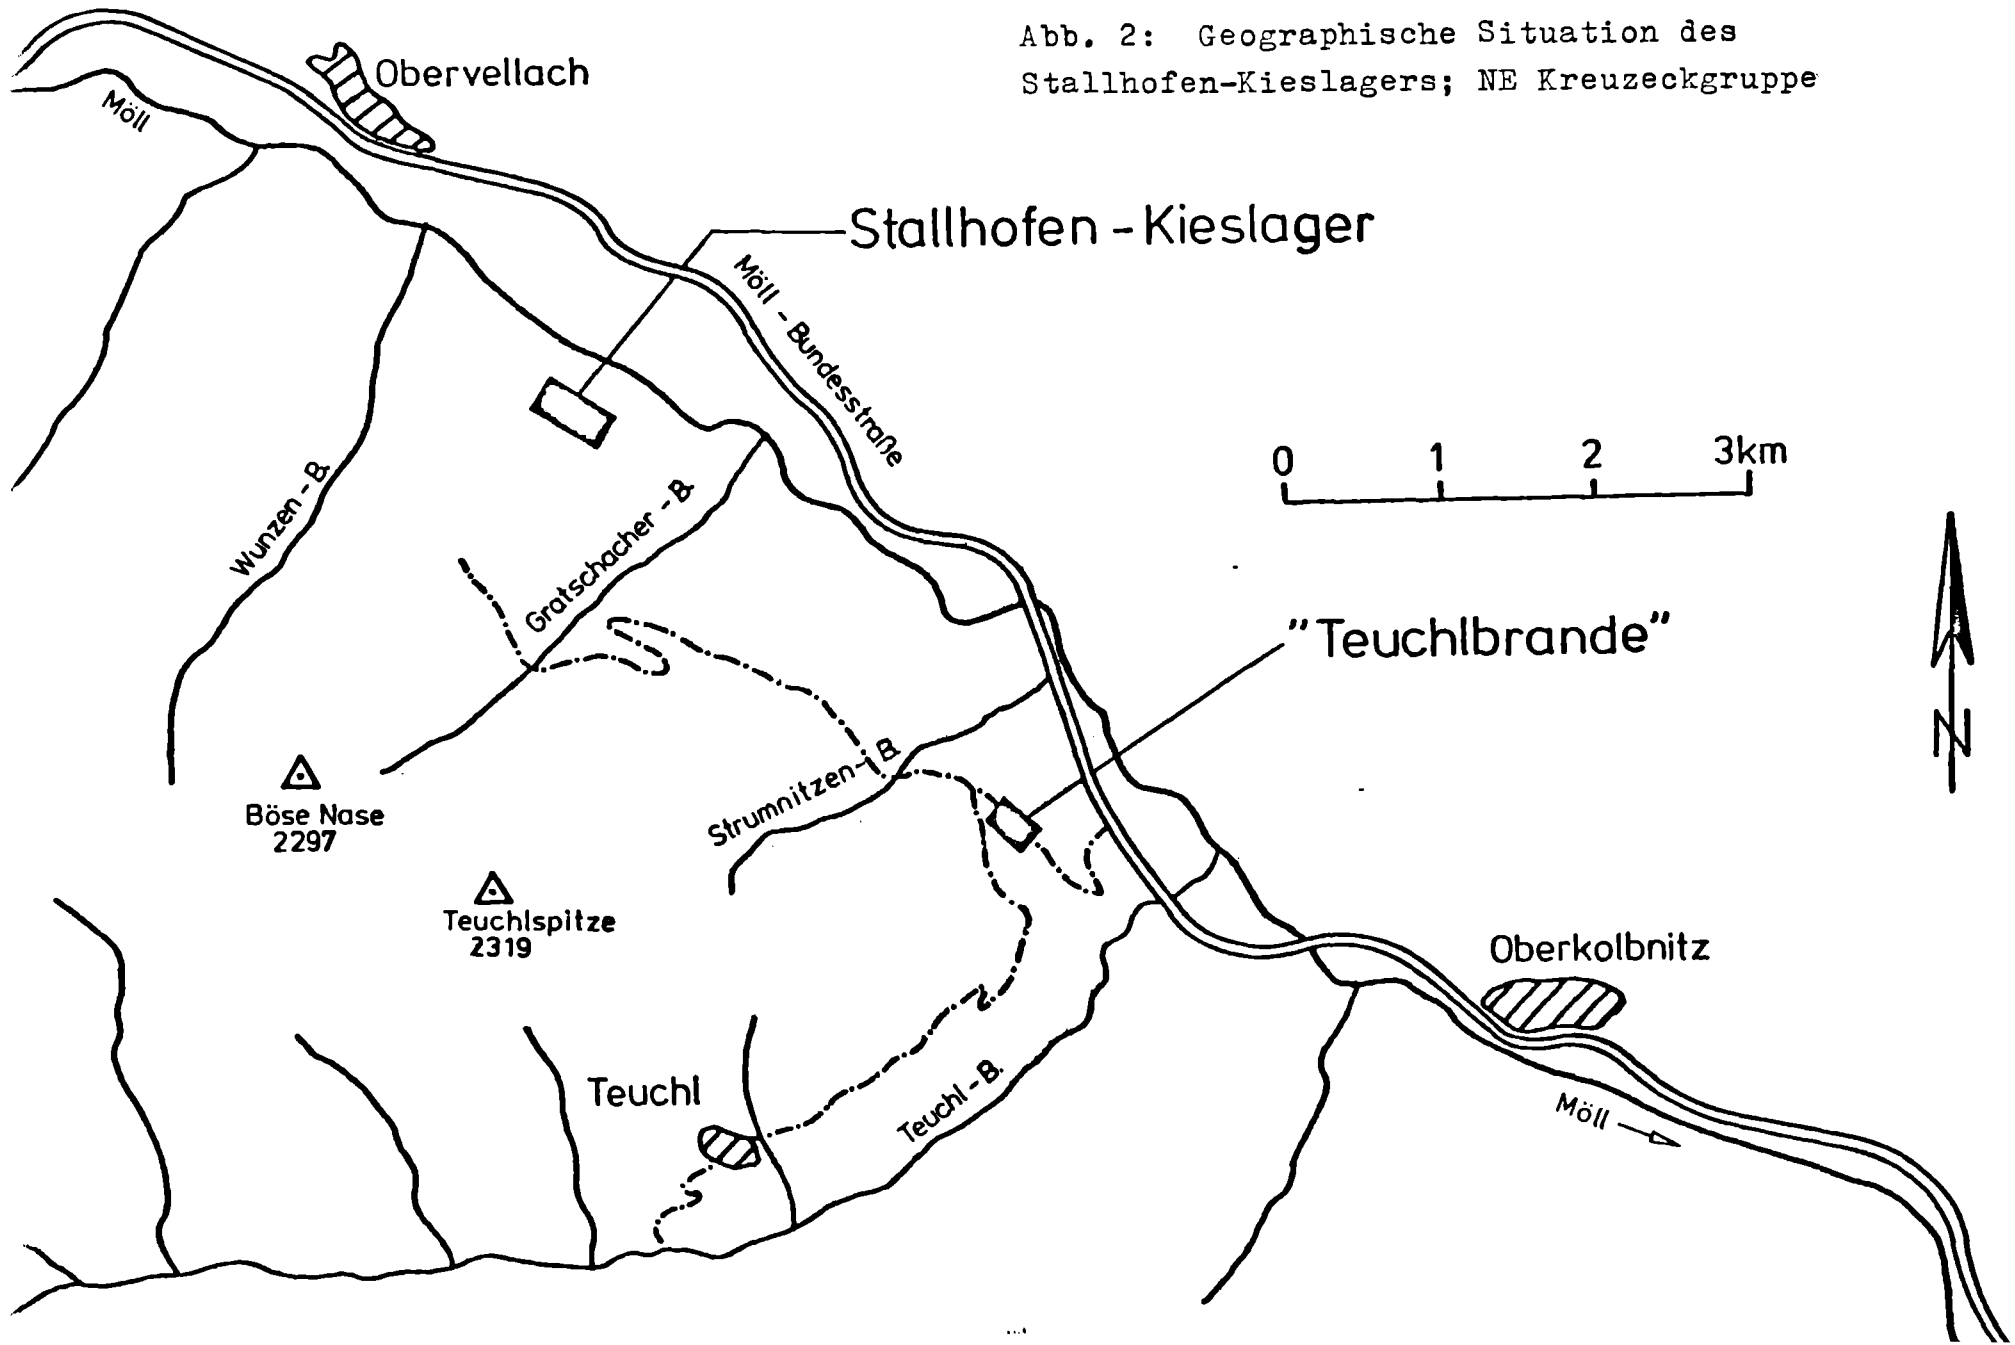 Abb. 2: Geographische Situation des
Stallhofen-Kieslagers; NE Kreuzeckgruppe
Obervellach
Möll
Stallhofen - Kieslager
Möll - Bundesstraße
0 1 2 3km
Wunzen - B.
Gratschacher - B.
"Teuchlbrande"
N
Strumnitzen - B.
Böse Nase
2297
Teuchlspitze
2319
Oberkolbnitz
Teuchl
Teuchl - B.
Möll